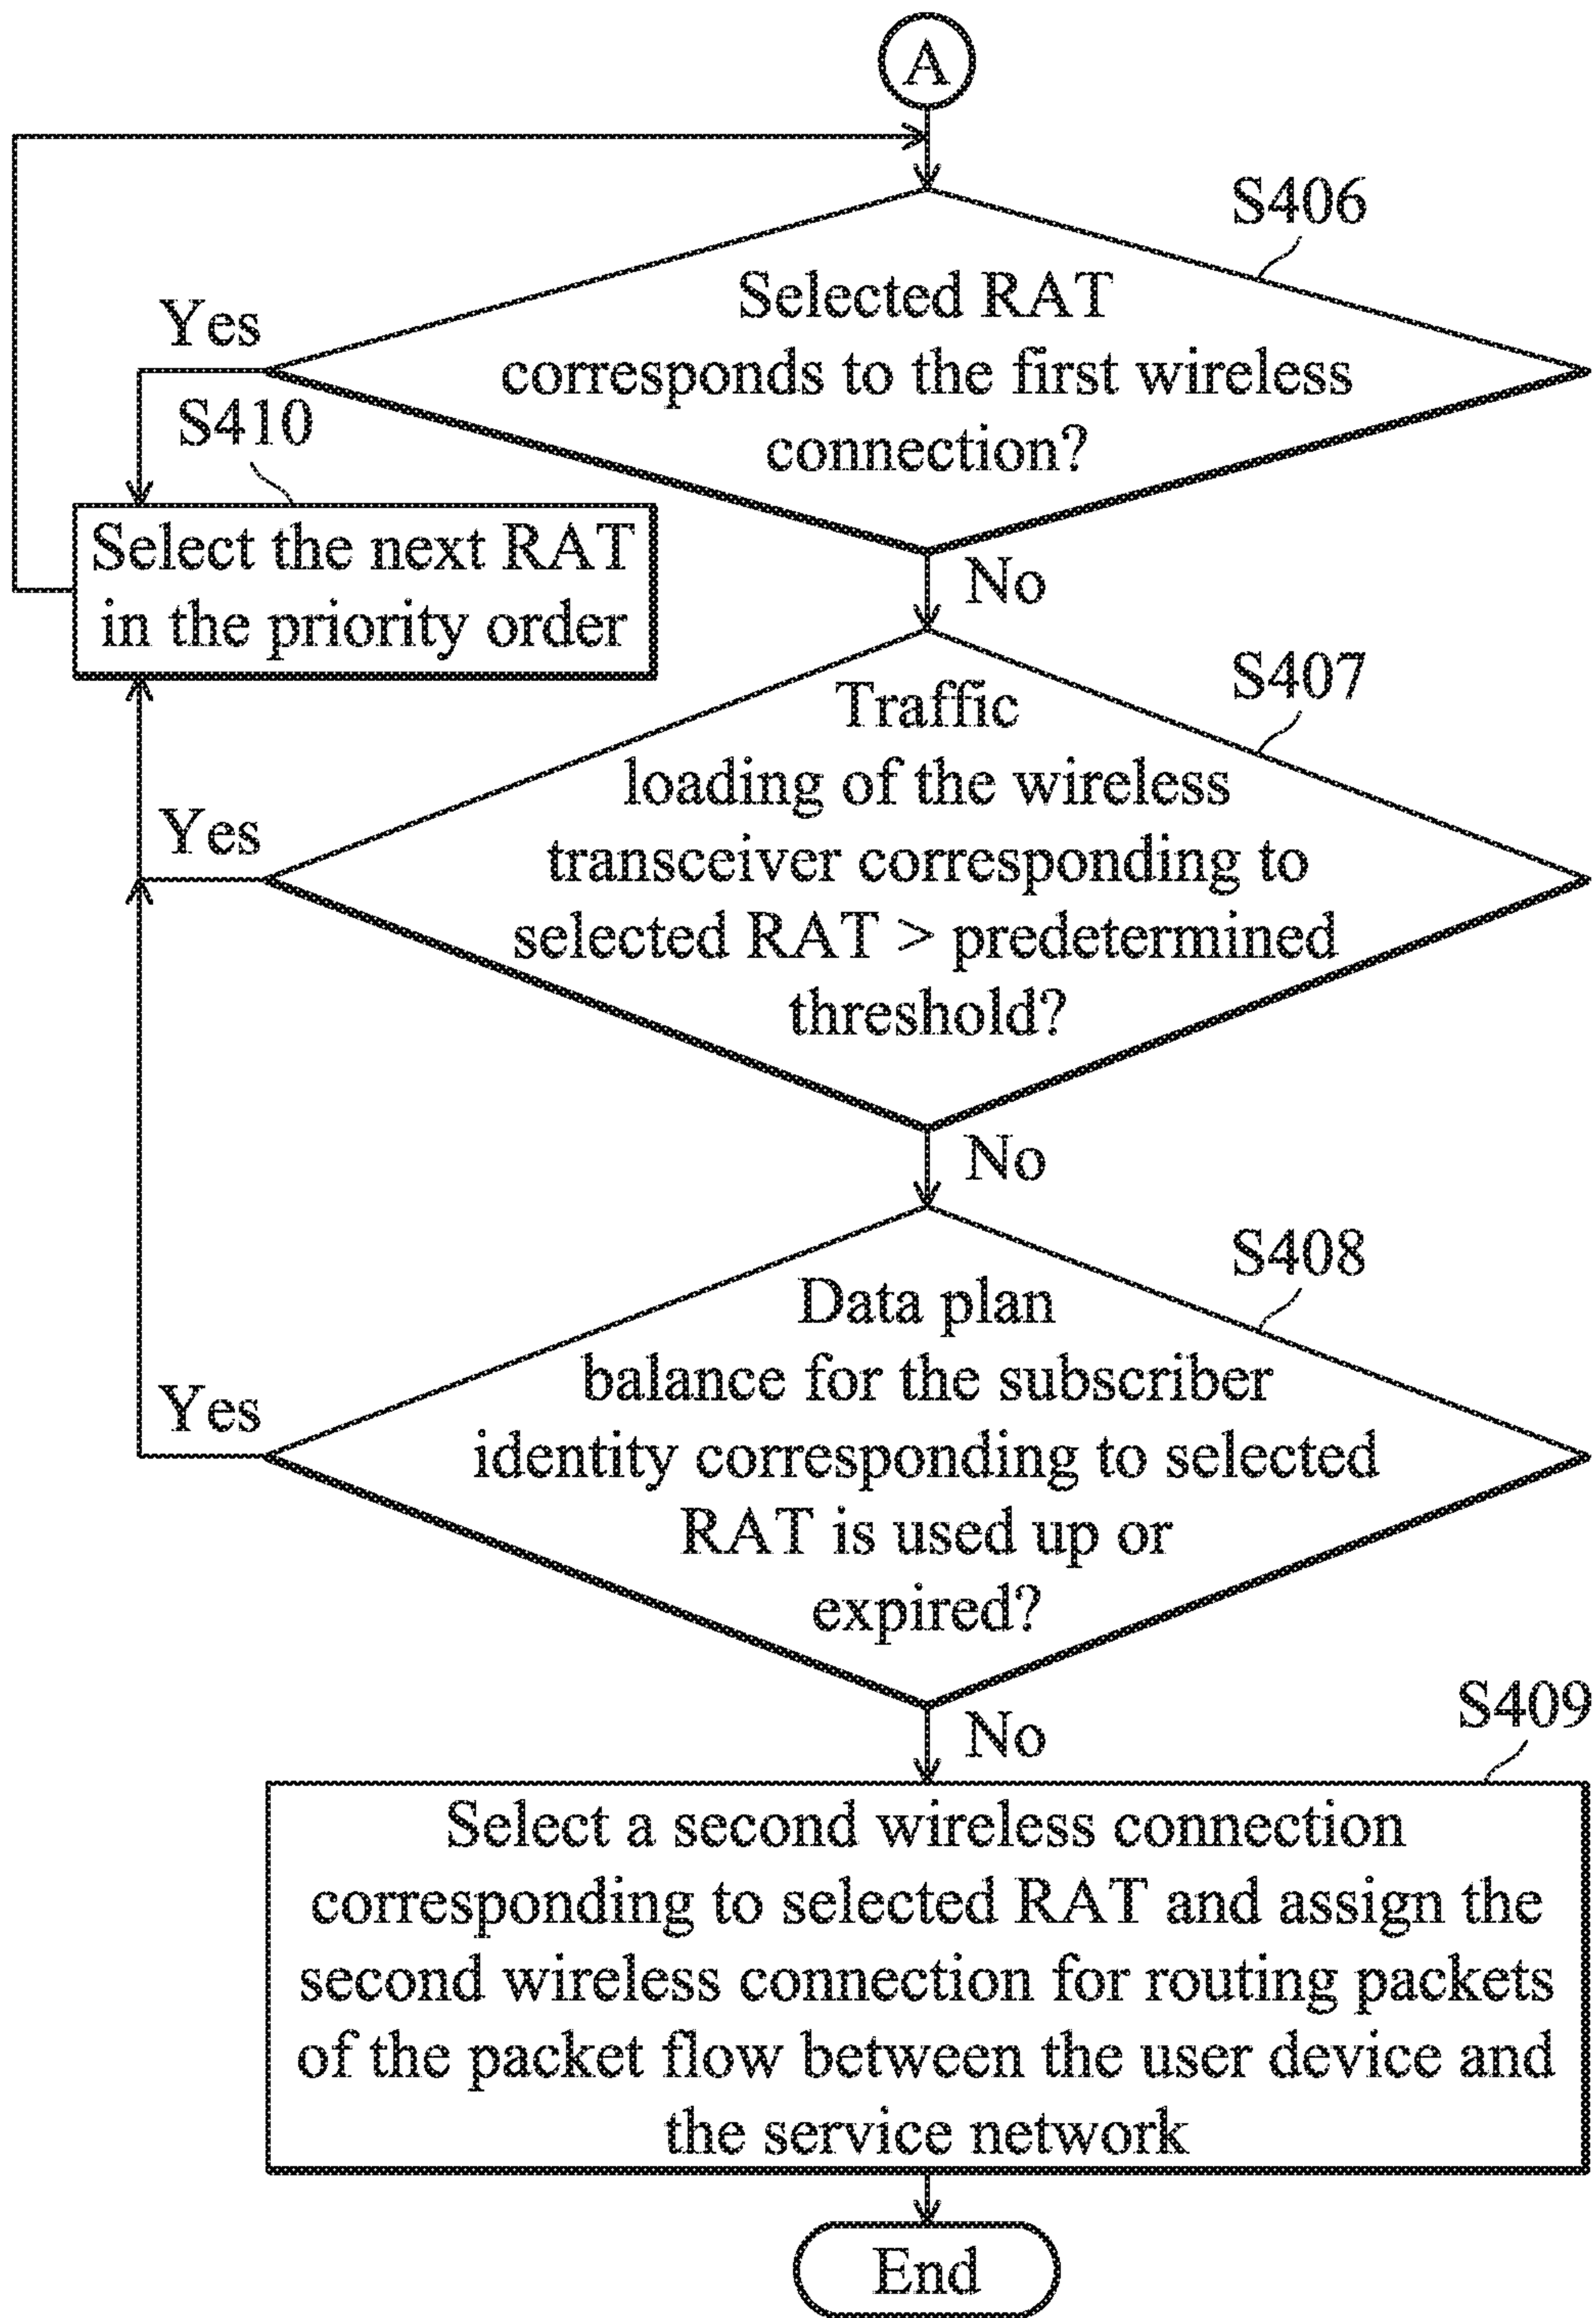 A
S406
Selected RAT
corresponds to the first wireless
connection?
Yes
S410
Select the next RAT
in the priority order
No
S407
Traffic
loading of the wireless
transceiver corresponding to
selected RAT > predetermined
threshold?
Yes
No
S408
Data plan
balance for the subscriber
identity corresponding to selected
RAT is used up or
expired?
Yes
No
S409
Select a second wireless connection
corresponding to selected RAT and assign the
second wireless connection for routing packets
of the packet flow between the user device and
the service network
End